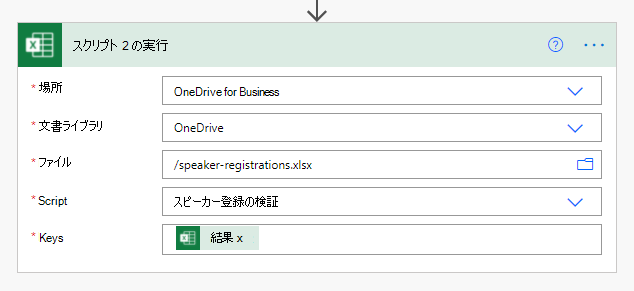 スクリプト 2 の実行
* 場所 OneDrive for Business
* 文書ライブラリ OneDrive
* ファイル /speaker-registrations.xlsx
* Script スピーカー登録の検証
* Keys 結果 x